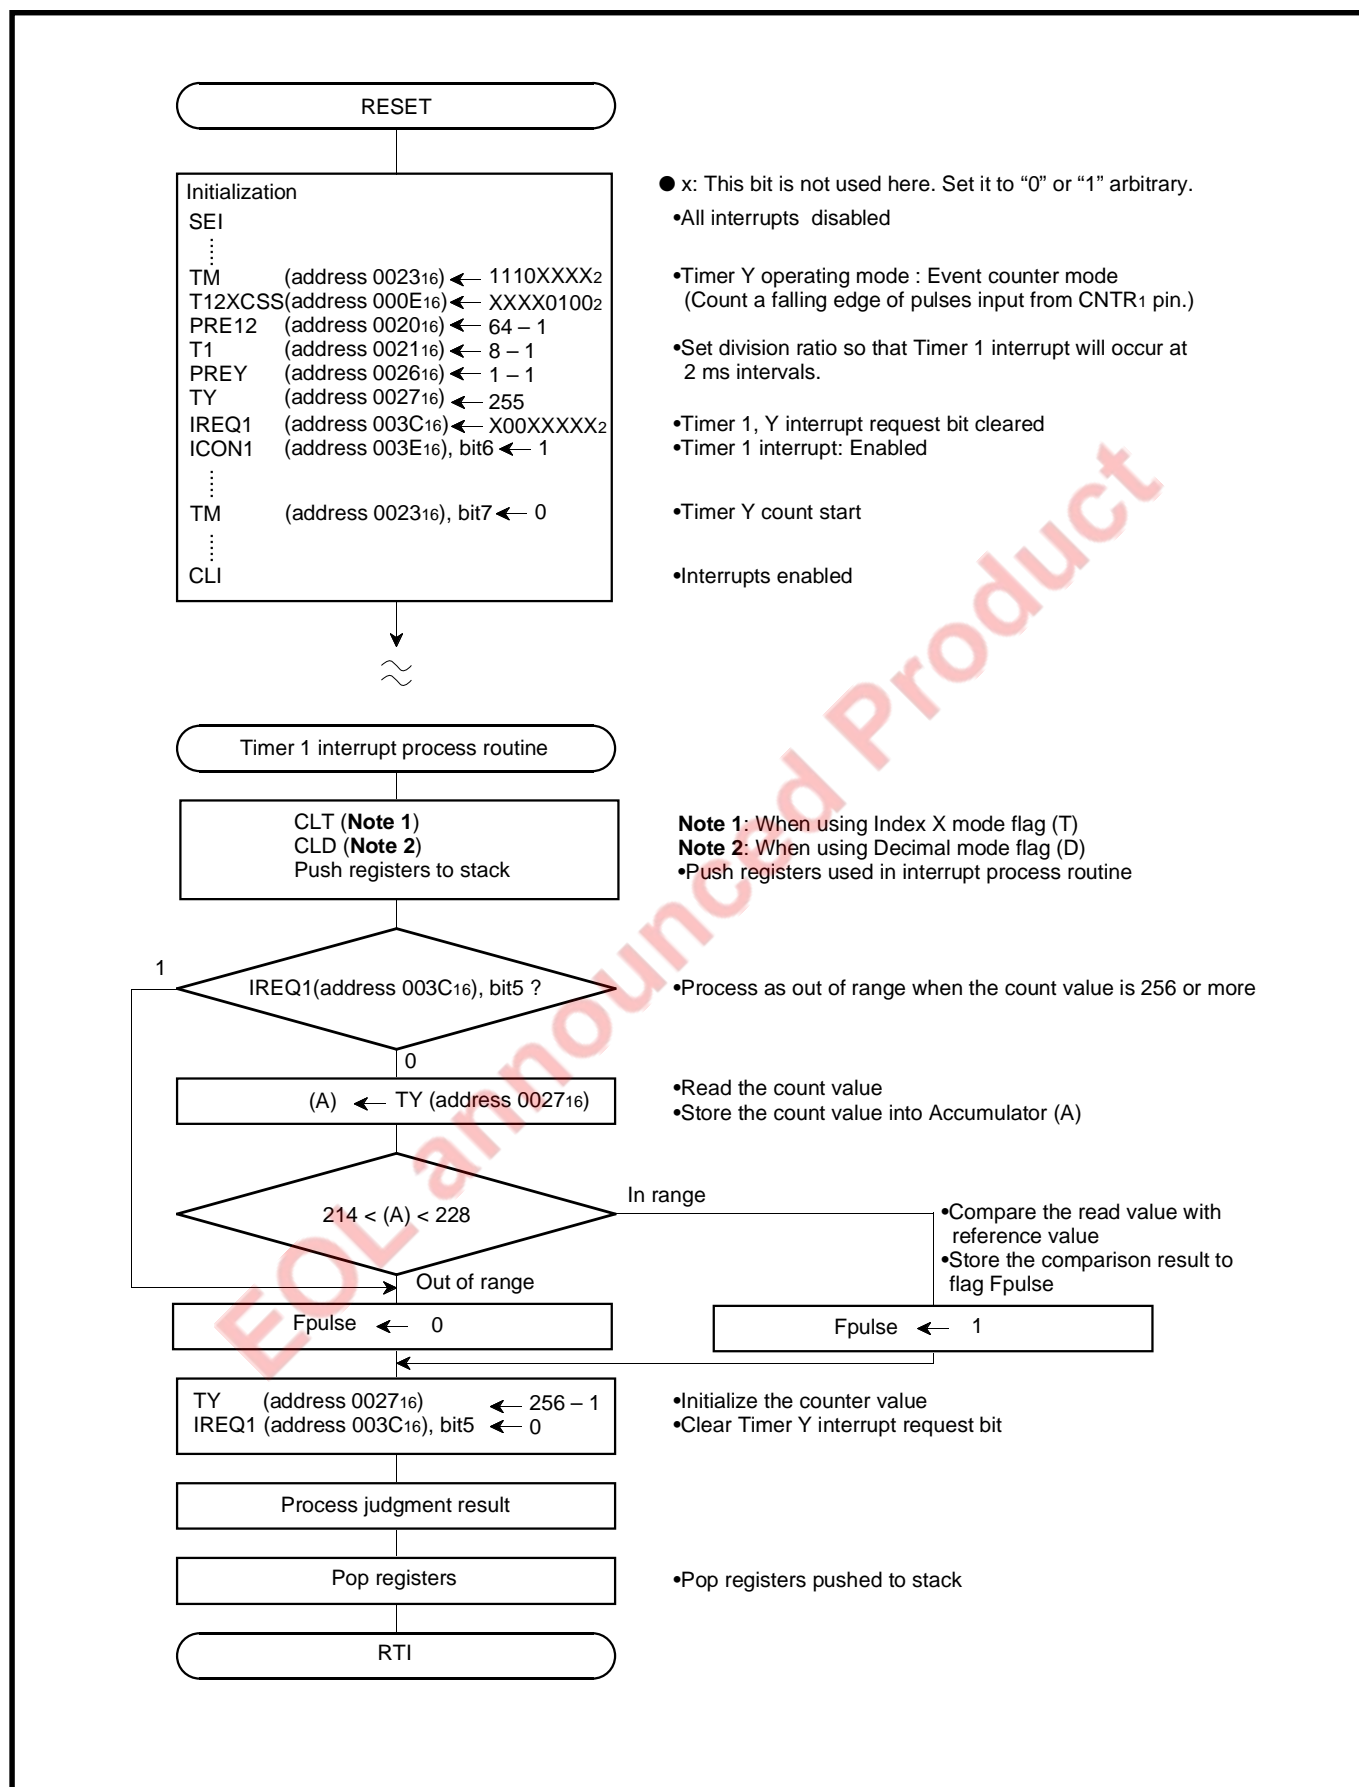 RESET
Initialization
● x: This bit is not used here. Set it to “0” or “1” arbitrary.
SEI
•All interrupts disabled
TM (address 002316) ← 1110XXXX2
•Timer Y operating mode : Event counter mode
T12XCSS(address 000E16) ← XXXX01002
(Count a falling edge of pulses input from CNTR1 pin.)
PRE12 (address 002016) ← 64 – 1
T1 (address 002116) ← 8 – 1
•Set division ratio so that Timer 1 interrupt will occur at
PREY (address 002616) ← 1 – 1
2 ms intervals.
TY (address 002716) ← 255
IREQ1 (address 003C16) ← X00XXXXX2
•Timer 1, Y interrupt request bit cleared
ICON1 (address 003E16), bit6 ← 1
•Timer 1 interrupt: Enabled
TM (address 002316), bit7 ← 0
•Timer Y count start
CLI
•Interrupts enabled
Timer 1 interrupt process routine
CLT (Note 1)
Note 1: When using Index X mode flag (T)
CLD (Note 2)
Note 2: When using Decimal mode flag (D)
Push registers to stack
•Push registers used in interrupt process routine
1
IREQ1(address 003C16), bit5 ?
•Process as out of range when the count value is 256 or more
0
(A) ← TY (address 002716)
•Read the count value
•Store the count value into Accumulator (A)
In range
214 < (A) < 228
•Compare the read value with
reference value
•Store the comparison result to
flag Fpulse
Out of range
Fpulse ← 0
Fpulse ← 1
TY (address 002716) ← 256 – 1
•Initialize the counter value
IREQ1 (address 003C16), bit5 ← 0
•Clear Timer Y interrupt request bit
Process judgment result
Pop registers
•Pop registers pushed to stack
RTI
EOL announced Product